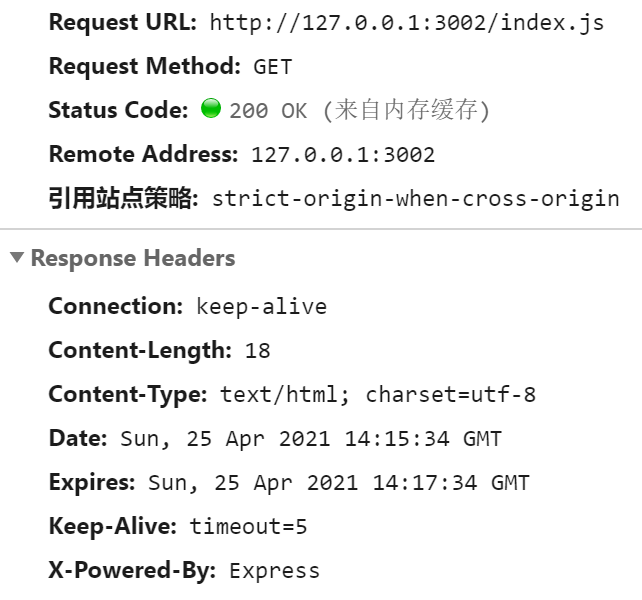 Request URL: http://127.0.0.1:3002/index.js
Request Method: GET
Status Code: 200 OK (来自内存缓存)
Remote Address: 127.0.0.1:3002
引用站点策略: strict-origin-when-cross-origin
Response Headers
Connection: keep-alive
Content-Length: 18
Content-Type: text/html; charset=utf-8
Date: Sun, 25 Apr 2021 14:15:34 GMT
Expires: Sun, 25 Apr 2021 14:17:34 GMT
Keep-Alive: timeout=5
X-Powered-By: Express